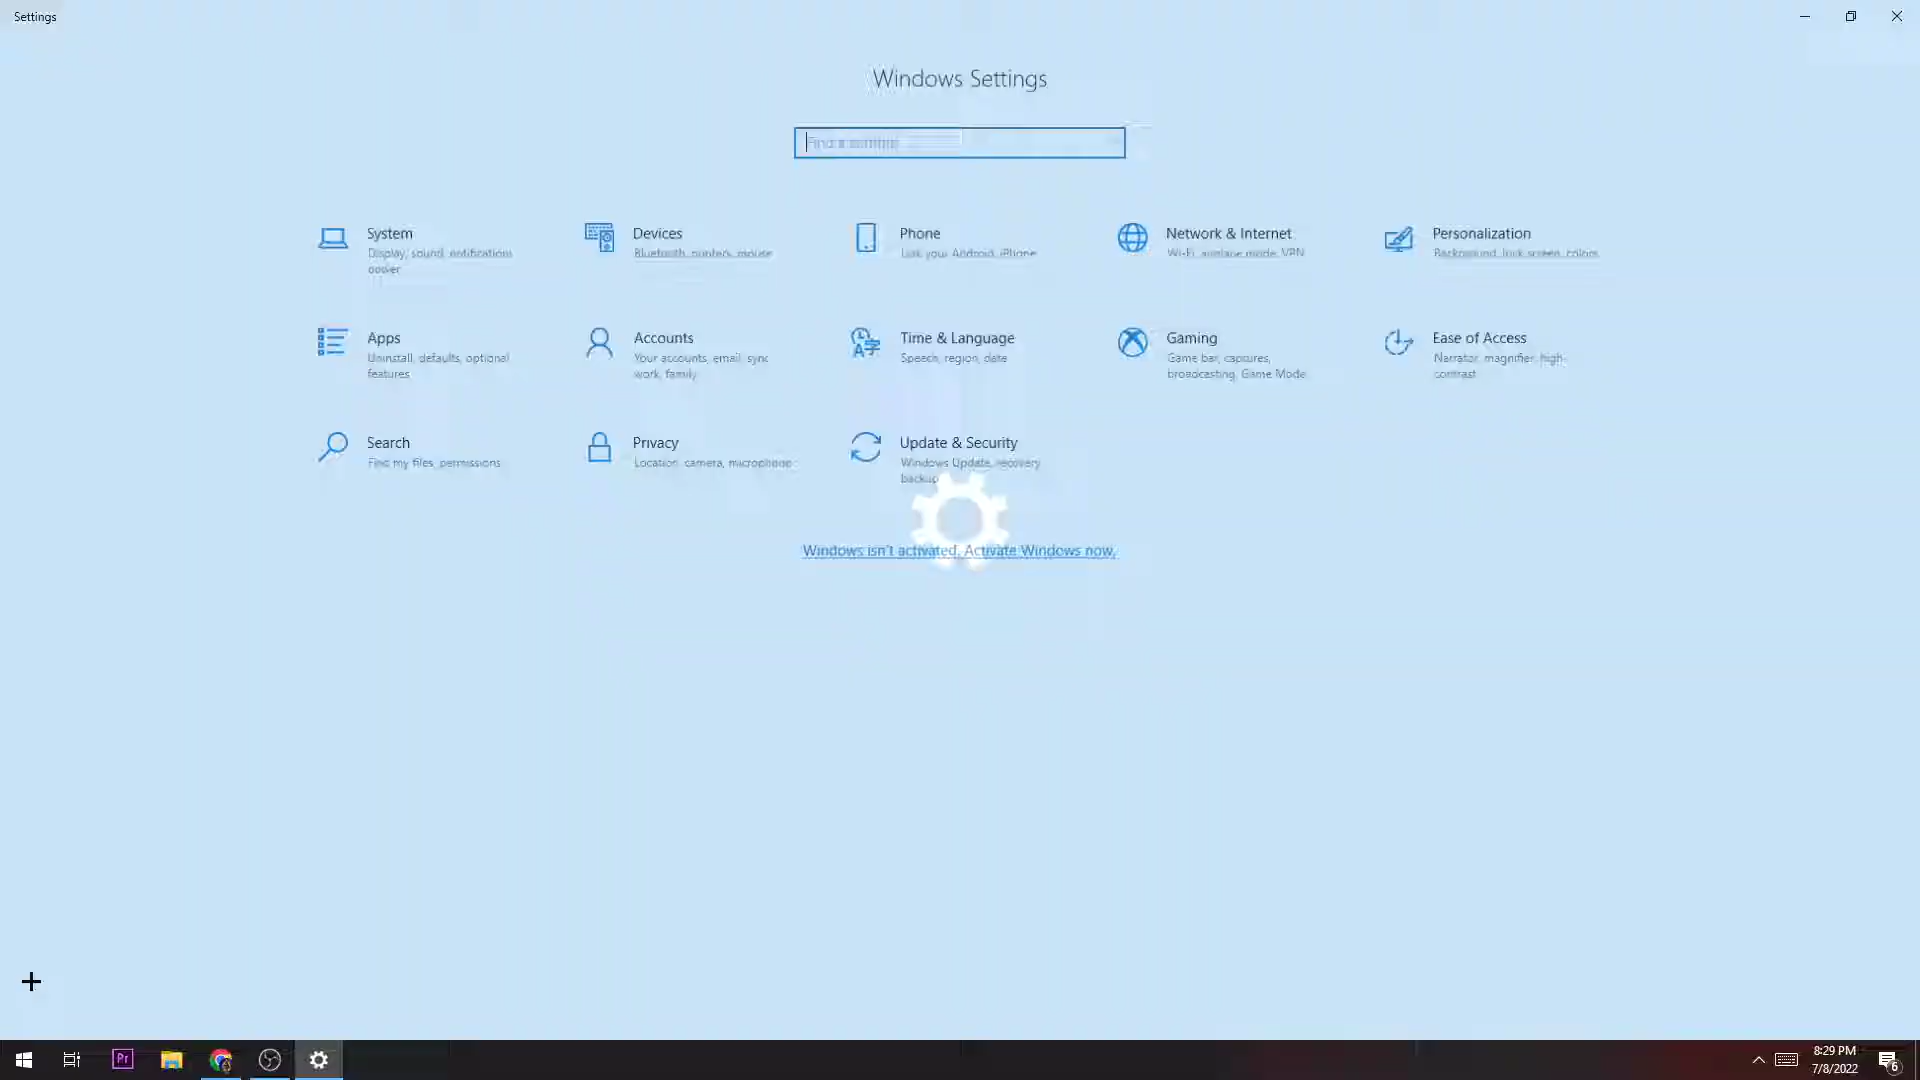 Settings
Windows Settings
Find a setting
System
Display, sound, notifications
power
Devices
Bluetooth, printers, mouse
Phone
Link your Android, iPhone
Network & Internet
Wi-Fi, airplane mode, VPN
Personalization
Background, lock screen, colors
Apps
Uninstall, defaults, optional
features
Accounts
Your accounts, email, sync
work, family
Time & Language
Speech, region, date
Gaming
Game bar, captures,
broadcasting, Game Mode
Ease of Access
Narrator, magnifier, high-
contrast
Search
Find my files, permissions
Privacy
Location, camera, microphone
Update & Security
Windows Update, recovery
backup
Windows isn't activated. Activate Windows now.
Pr
8:29 PM
7/8/2022
6